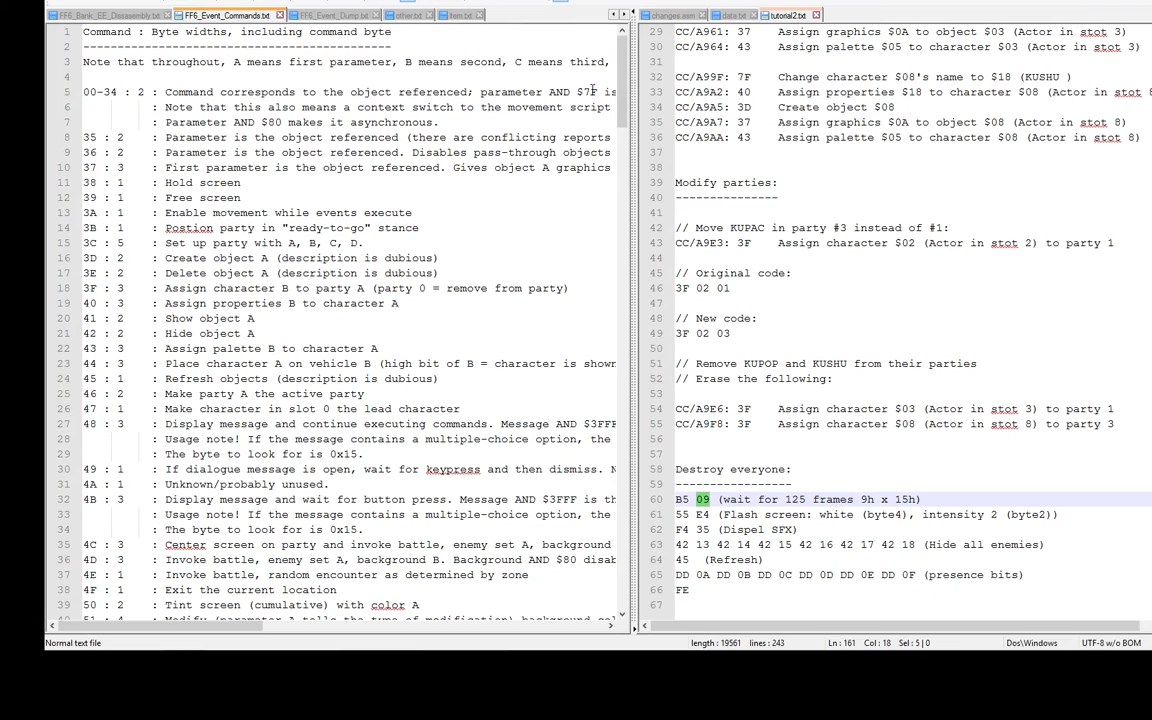 FF6_Bank_EE_Disassembly.txt FF6_Event_Commands.txt FF6_Event_Dump.txt other.txt item.txt
1 Command : Byte widths, including command byte
2 -------------------------------------------
3 Note that throughout, A means first parameter, B means second, C means third,
4
5 00-34 : 2 : Command corresponds to the object referenced; parameter AND $7F is
6 : Note that this also means a context switch to the movement script
7 : Parameter AND $80 makes it asynchronous.
8 35 : 2 : Parameter is the object referenced (there are conflicting reports
9 36 : 2 : Parameter is the object referenced. Disables pass-through objects
10 37 : 3 : First parameter is the object referenced. Gives object A graphics
11 38 : 1 : Hold screen
12 39 : 1 : Free screen
13 3A : 1 : Enable movement while events execute
14 3B : 1 : Postion party in "ready-to-go" stance
15 3C : 5 : Set up party with A, B, C, D.
16 3D : 2 : Create object A (description is dubious)
17 3E : 2 : Delete object A (description is dubious)
18 3F : 3 : Assign character B to party A (party 0 = remove from party)
19 40 : 3 : Assign properties B to character A
20 41 : 2 : Show object A
21 42 : 2 : Hide object A
22 43 : 3 : Assign palette B to character A
23 44 : 3 : Place character A on vehicle B (high bit of B = character is shown
24 45 : 1 : Refresh objects (description is dubious)
25 46 : 2 : Make party A the active party
26 47 : 1 : Make character in slot 0 the lead character
27 48 : 3 : Display message and continue executing commands. Message AND $3FFF
28 : Usage note! If the message contains a multiple-choice option, the
29 : The byte to look for is 0x15.
30 49 : 1 : If dialogue message is open, wait for keypress and then dismiss. N
31 4A : 1 : Unknown/probably unused.
32 4B : 3 : Display message and wait for button press. Message AND $3FFF is th
33 : Usage note! If the message contains a multiple-choice option, the
34 : The byte to look for is 0x15.
35 4C : 3 : Center screen on party and invoke battle, enemy set A, background
36 4D : 3 : Invoke battle, enemy set A, background B. Background AND $80 disab
37 4E : 1 : Invoke battle, random encounter as determined by zone
38 4F : 1 : Exit the current location
39 50 : 2 : Tint screen (cumulative) with color A
changes.asm data.txt tutorial2.txt
29 CC/A961: 37 Assign graphics $0A to object $03 (Actor in stot 3)
30 CC/A964: 43 Assign palette $05 to character $03 (Actor in stot 3)
31
32 CC/A99F: 7F Change character $08's name to $18 (KUSHU )
33 CC/A9A2: 40 Assign properties $18 to character $08 (Actor in stot 8
34 CC/A9A5: 3D Create object $08
35 CC/A9A7: 37 Assign graphics $0A to object $08 (Actor in stot 8)
36 CC/A9AA: 43 Assign palette $05 to character $08 (Actor in stot 8)
37
38
39 Modify parties:
40 ---------------
41
42 // Move KUPAC in party #3 instead of #1:
43 CC/A9E3: 3F Assign character $02 (Actor in stot 2) to party 1
44
45 // Original code:
46 3F 02 01
47
48 // New code:
49 3F 02 03
50
51 // Remove KUPOP and KUSHU from their parties
52 // Erase the following:
53
54 CC/A9E6: 3F Assign character $03 (Actor in stot 3) to party 1
55 CC/A9F8: 3F Assign character $08 (Actor in stot 8) to party 3
56
57
58 Destroy everyone:
59 -----------------
60 B5 09 (wait for 125 frames 9h x 15h)
61 55 E4 (Flash screen: white (byte4), intensity 2 (byte2))
62 F4 35 (Dispel SFX)
63 42 13 42 14 42 15 42 16 42 17 42 18 (Hide all enemies)
64 45 (Refresh)
65 DD 0A DD 0B DD 0C DD 0D DD 0E DD 0F (presence bits)
66 FE
67
Normal text file length : 19561 lines : 243 Ln : 161 Col : 18 Sel : 5 | 0 Dos\Windows UTF-8 w/o BOM